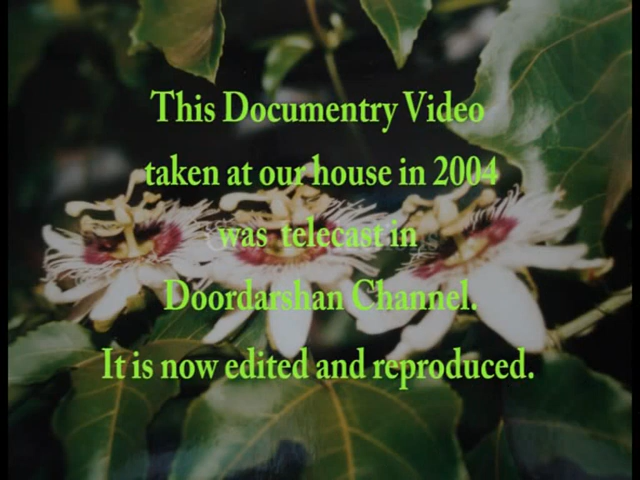 This Documentry Video
taken at our house in 2004
was telecast in
Doordarshan Channel.
It is now edited and reproduced.